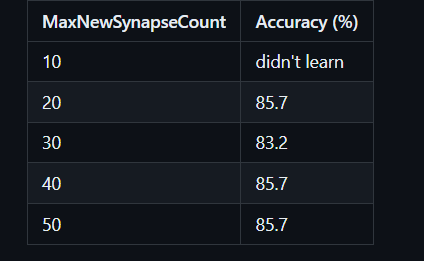 MaxNewSynapseCount Accuracy (%)
10 didn't learn
20 85.7
30 83.2
40 85.7
50 85.7